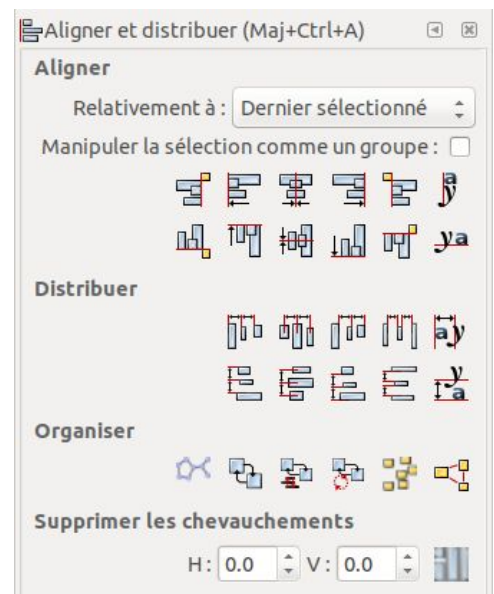 Aligner et distribuer (Maj+Ctrl+A)
Aligner
Relativement à : Dernier sélectionné
Manipuler la sélection comme un groupe :
a y
ya
Distribuer
a y
y a
Organiser
Supprimer les chevauchements
H : 0.0 V : 0.0